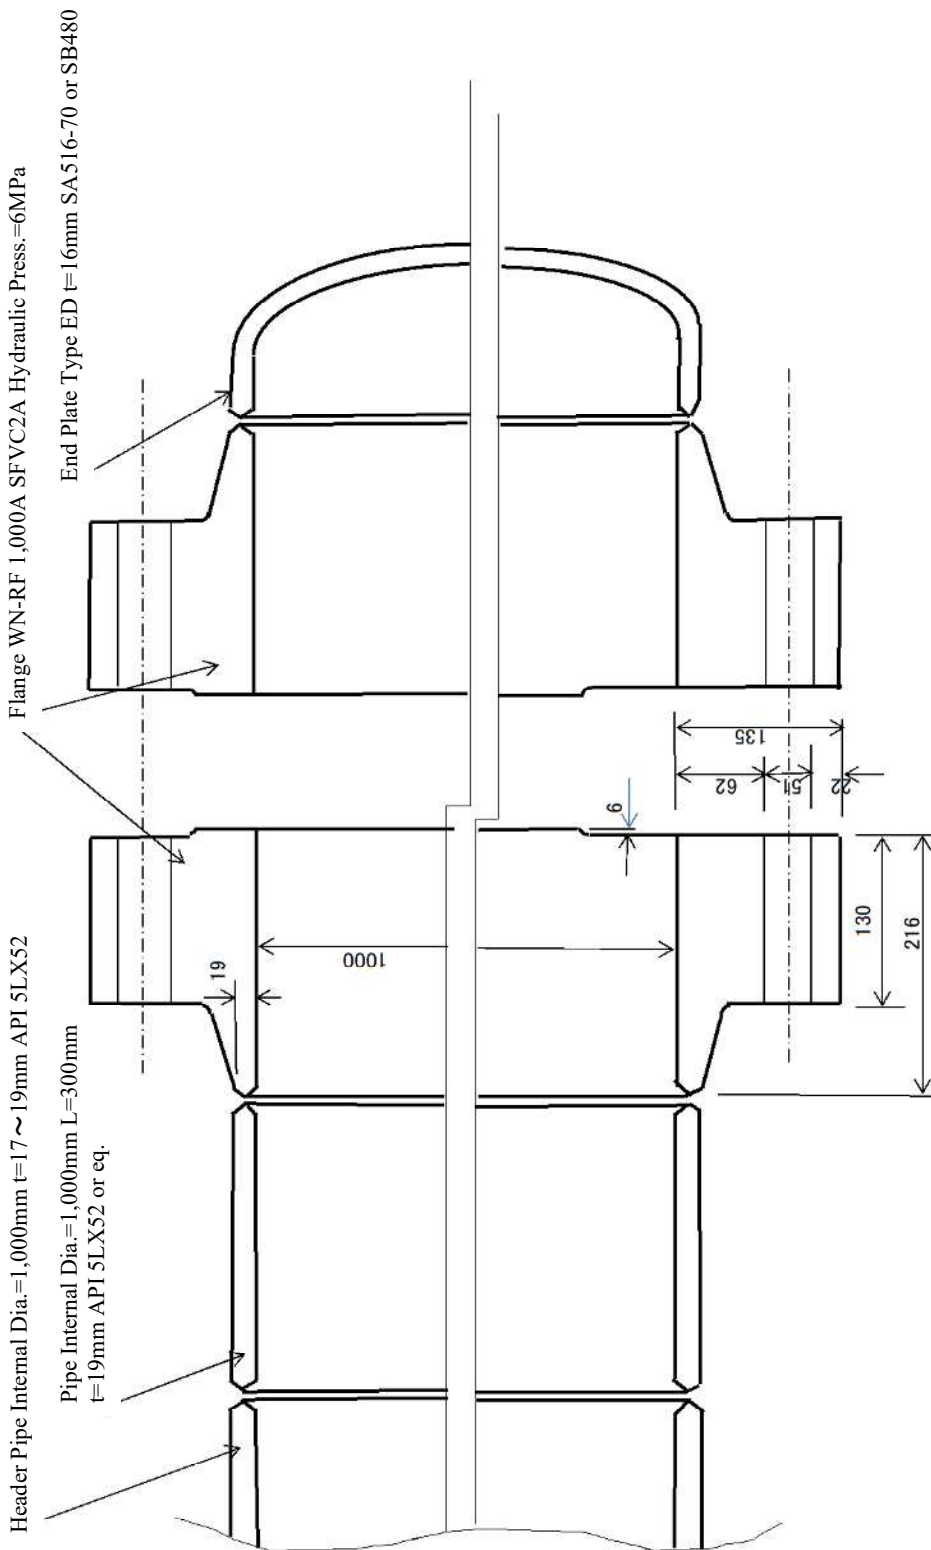 Header Pipe Internal Dia.=1,000mm t=17～19mm API 5LX52
Pipe Internal Dia.=1,000mm L=300mm
t=19mm API 5LX52 or eq.
Flange WN-RF 1,000A SFVC2A Hydraulic Press.=6MPa
End Plate Type ED t=16mm SA516-70 or SB480
19
1000
6
135
62
51
22
130
216